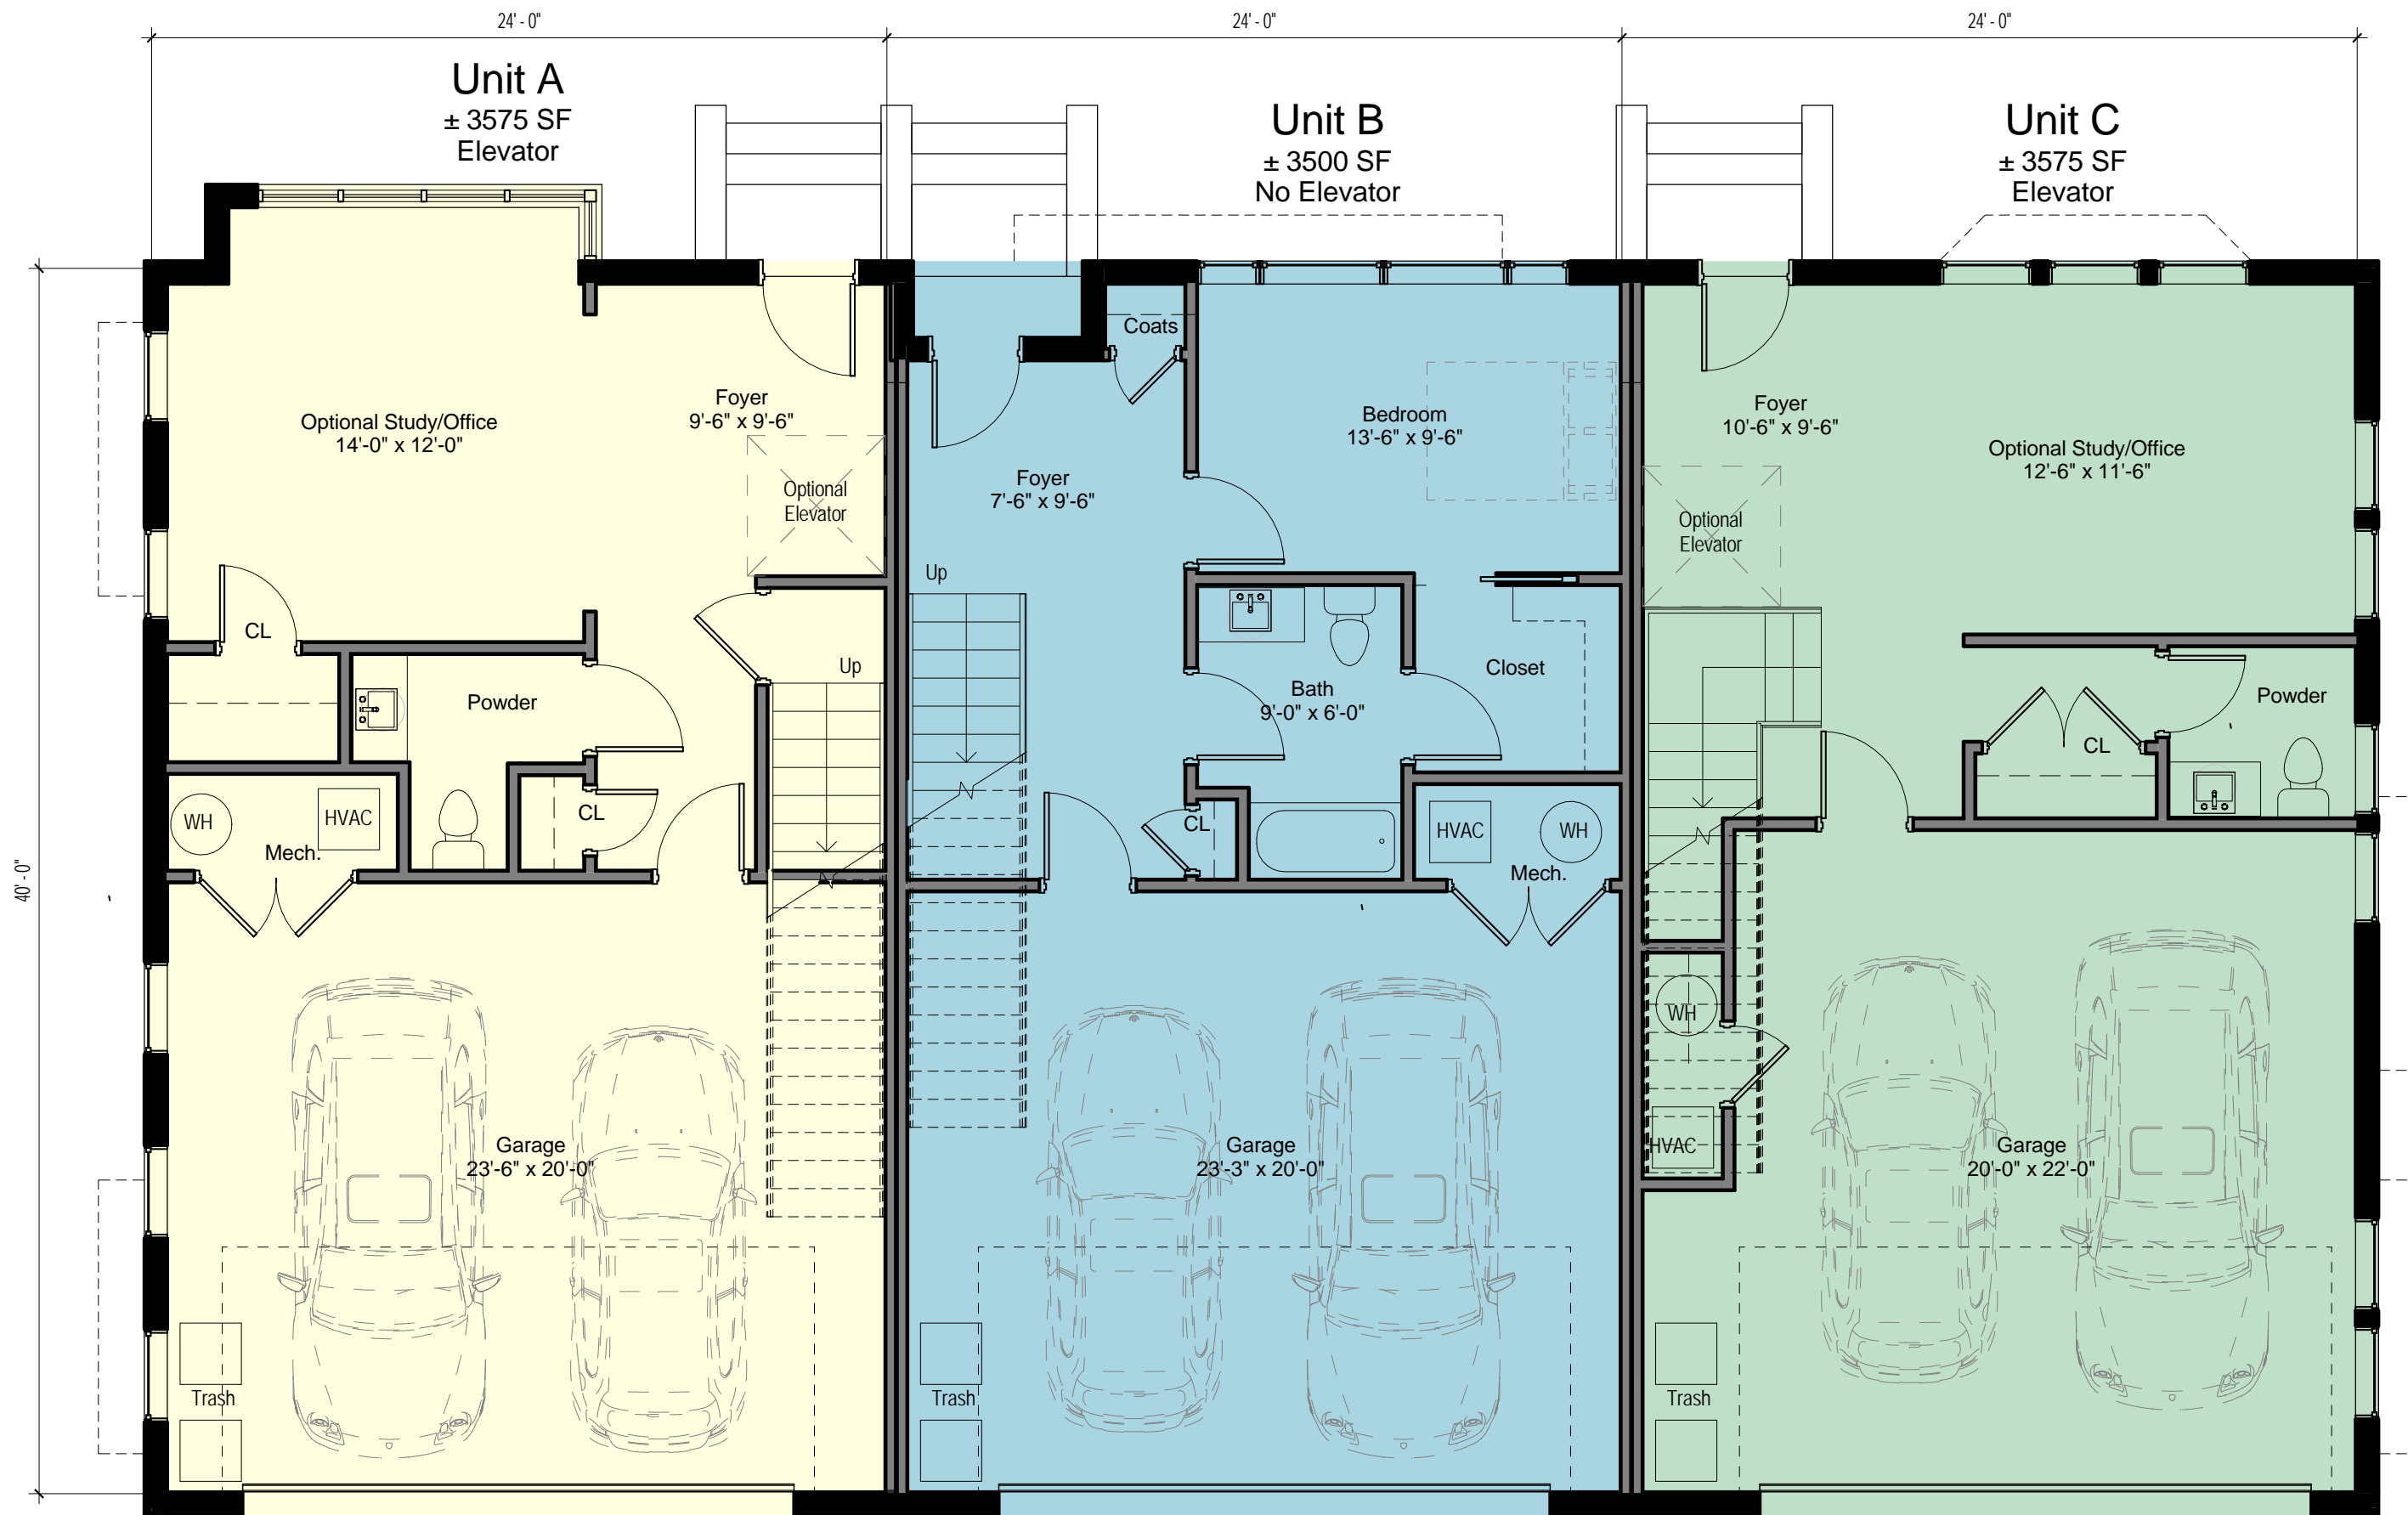 24' - 0"
24' - 0"
24' - 0"
40' - 0"
Unit A
± 3575 SF
Elevator
Unit B
± 3500 SF
No Elevator
Unit C
± 3575 SF
Elevator
Optional Study/Office
14'-0" x 12'-0"
Foyer
9'-6" x 9'-6"
Optional
Elevator
CL
Up
Powder
WH
HVAC
Mech.
CL
Garage
23'-6" x 20'-0"
Trash
Coats
Foyer
7'-6" x 9'-6"
Bedroom
13'-6" x 9'-6"
Up
Closet
Bath
9'-0" x 6'-0"
CL
HVAC
WH
Mech.
Garage
23'-3" x 20'-0"
Trash
Foyer
10'-6" x 9'-6"
Optional Study/Office
12'-6" x 11'-6"
Optional
Elevator
Powder
CL
WH
HVAC
Garage
20'-0" x 22'-0"
Trash